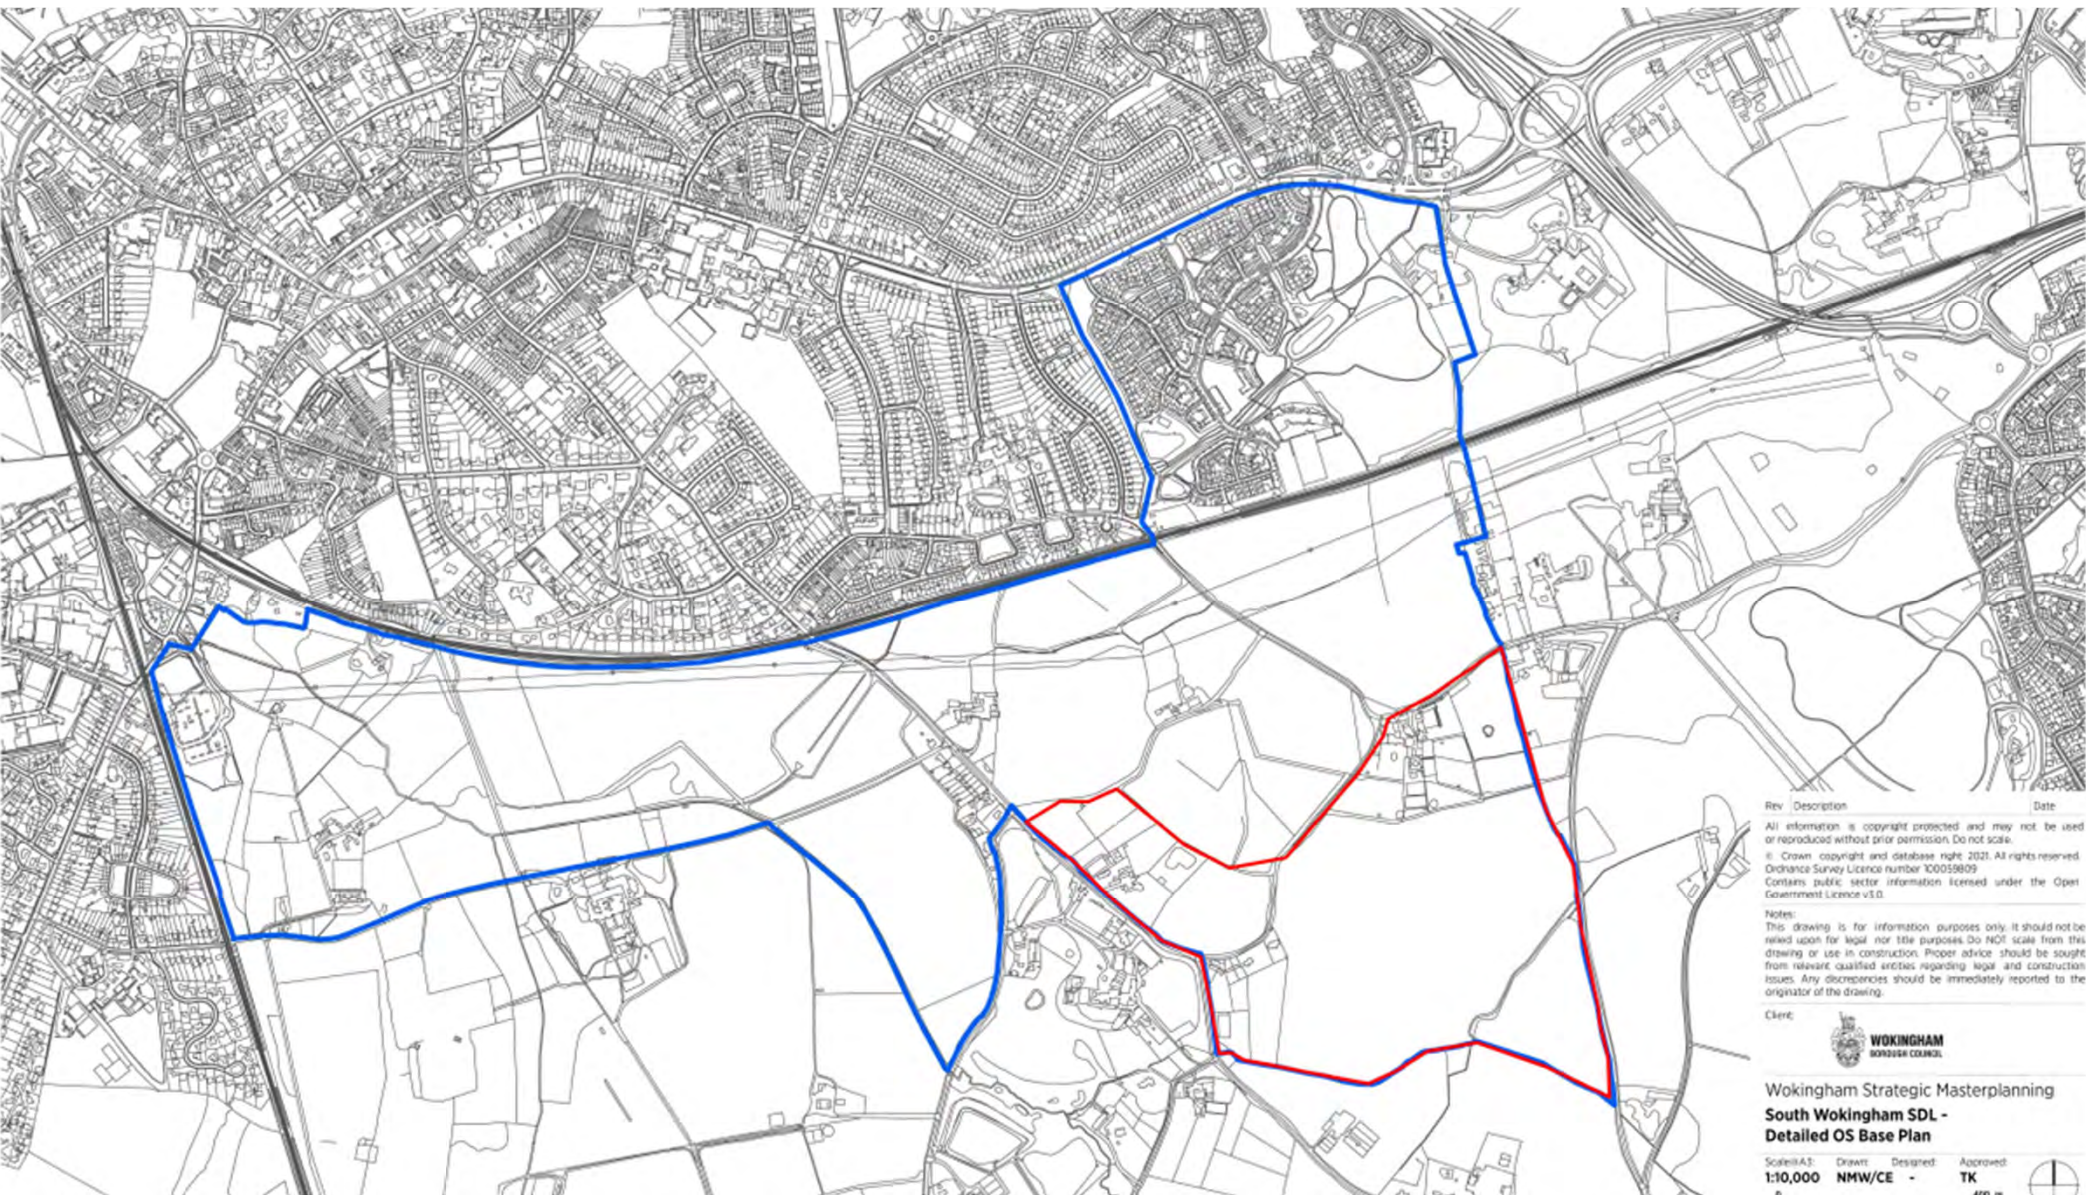 Rev Description Date
All information is copyright protected and may not be used
or reproduced without prior permission. Do not scale.
© Crown copyright and database right 2021. All rights reserved.
Ordnance Survey Licence number 100059809
Contains public sector information licensed under the Open
Government Licence v3.0.
Notes:
This drawing is for information purposes only. It should not be
relied upon for legal nor title purposes. Do NOT scale from this
drawing or use in construction. Proper advice should be sought
from relevant qualified entities regarding legal and construction
issues. Any discrepancies should be immediately reported to the
originator of the drawing.
Client:
WOKINGHAM
BOROUGH COUNCIL
Wokingham Strategic Masterplanning
South Wokingham SDL -
Detailed OS Base Plan
Scale@A3: Drawn: Designed: Approved:
1:10,000 NMW/CE - TK